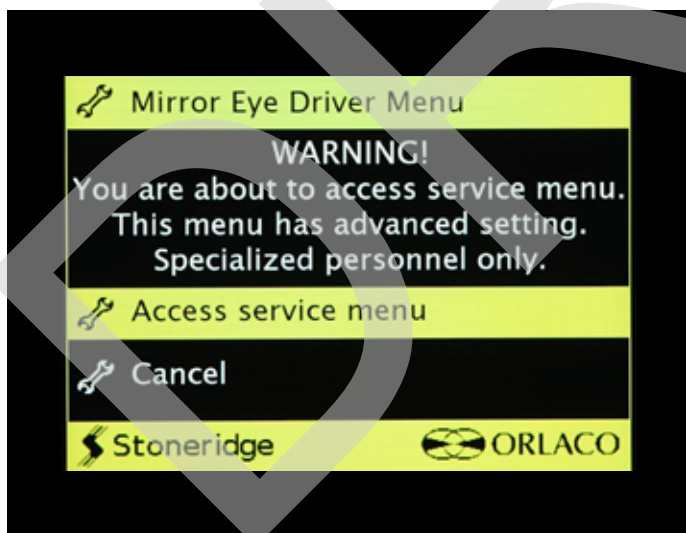 Mirror Eye Driver Menu
WARNING!
You are about to access service menu.
This menu has advanced setting.
Specialized personnel only.
Access service menu
Cancel
Stoneridge ORLACO